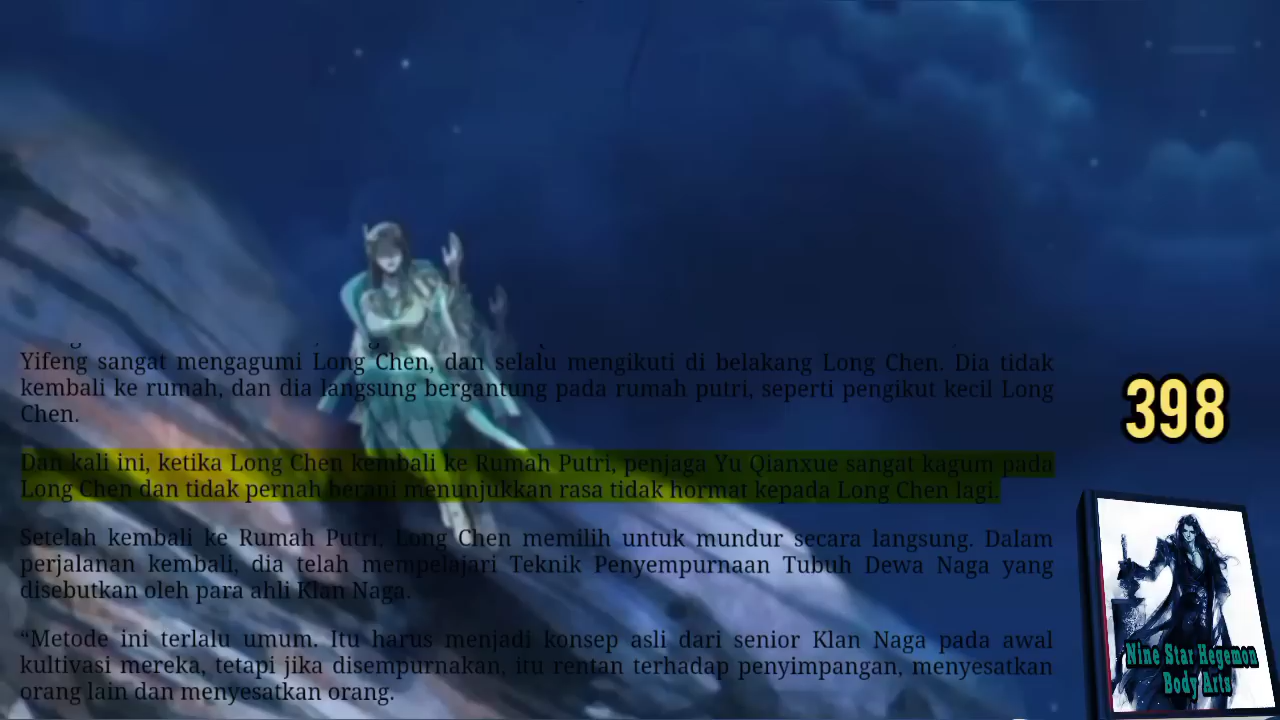 Yifeng sangat mengagumi Long Chen, dan selalu mengikuti di belakang Long Chen. Dia tidak
kembali ke rumah, dan dia langsung bergantung pada rumah putri, seperti pengikut kecil Long
Chen.
Dan kali ini, ketika Long Chen kembali ke Rumah Putri, penjaga Yu Qianxue sangat kagum pada
Long Chen dan tidak pernah berani menunjukkan rasa tidak hormat kepada Long Chen lagi.
Setelah kembali ke Rumah Putri, Long Chen memilih untuk mundur secara langsung. Dalam
perjalanan kembali, dia telah mempelajari Teknik Penyempurnaan Tubuh Dewa Naga yang
disebutkan oleh para ahli Klan Naga.
“Metode ini terlalu umum. Itu harus menjadi konsep asli dari senior Klan Naga pada awal
kultivasi mereka, tetapi jika disempurnakan, itu rentan terhadap penyimpangan, menyesatkan
orang lain dan menyesatkan orang.
398
Nine Star Hegemon
Body Arts